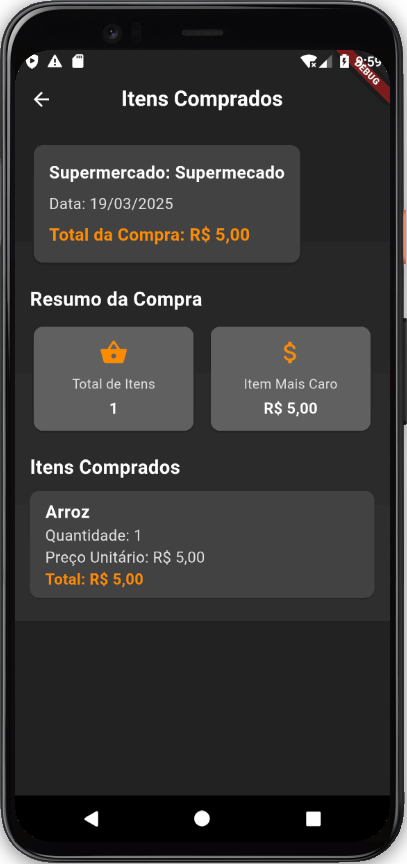 9:59
DEBUG
Itens Comprados
Supermercado: Supermecado
Data: 19/03/2025
Total da Compra: R$ 5,00
Resumo da Compra
Total de Itens
1
Item Mais Caro
R$ 5,00
Itens Comprados
Arroz
Quantidade: 1
Preço Unitário: R$ 5,00
Total: R$ 5,00